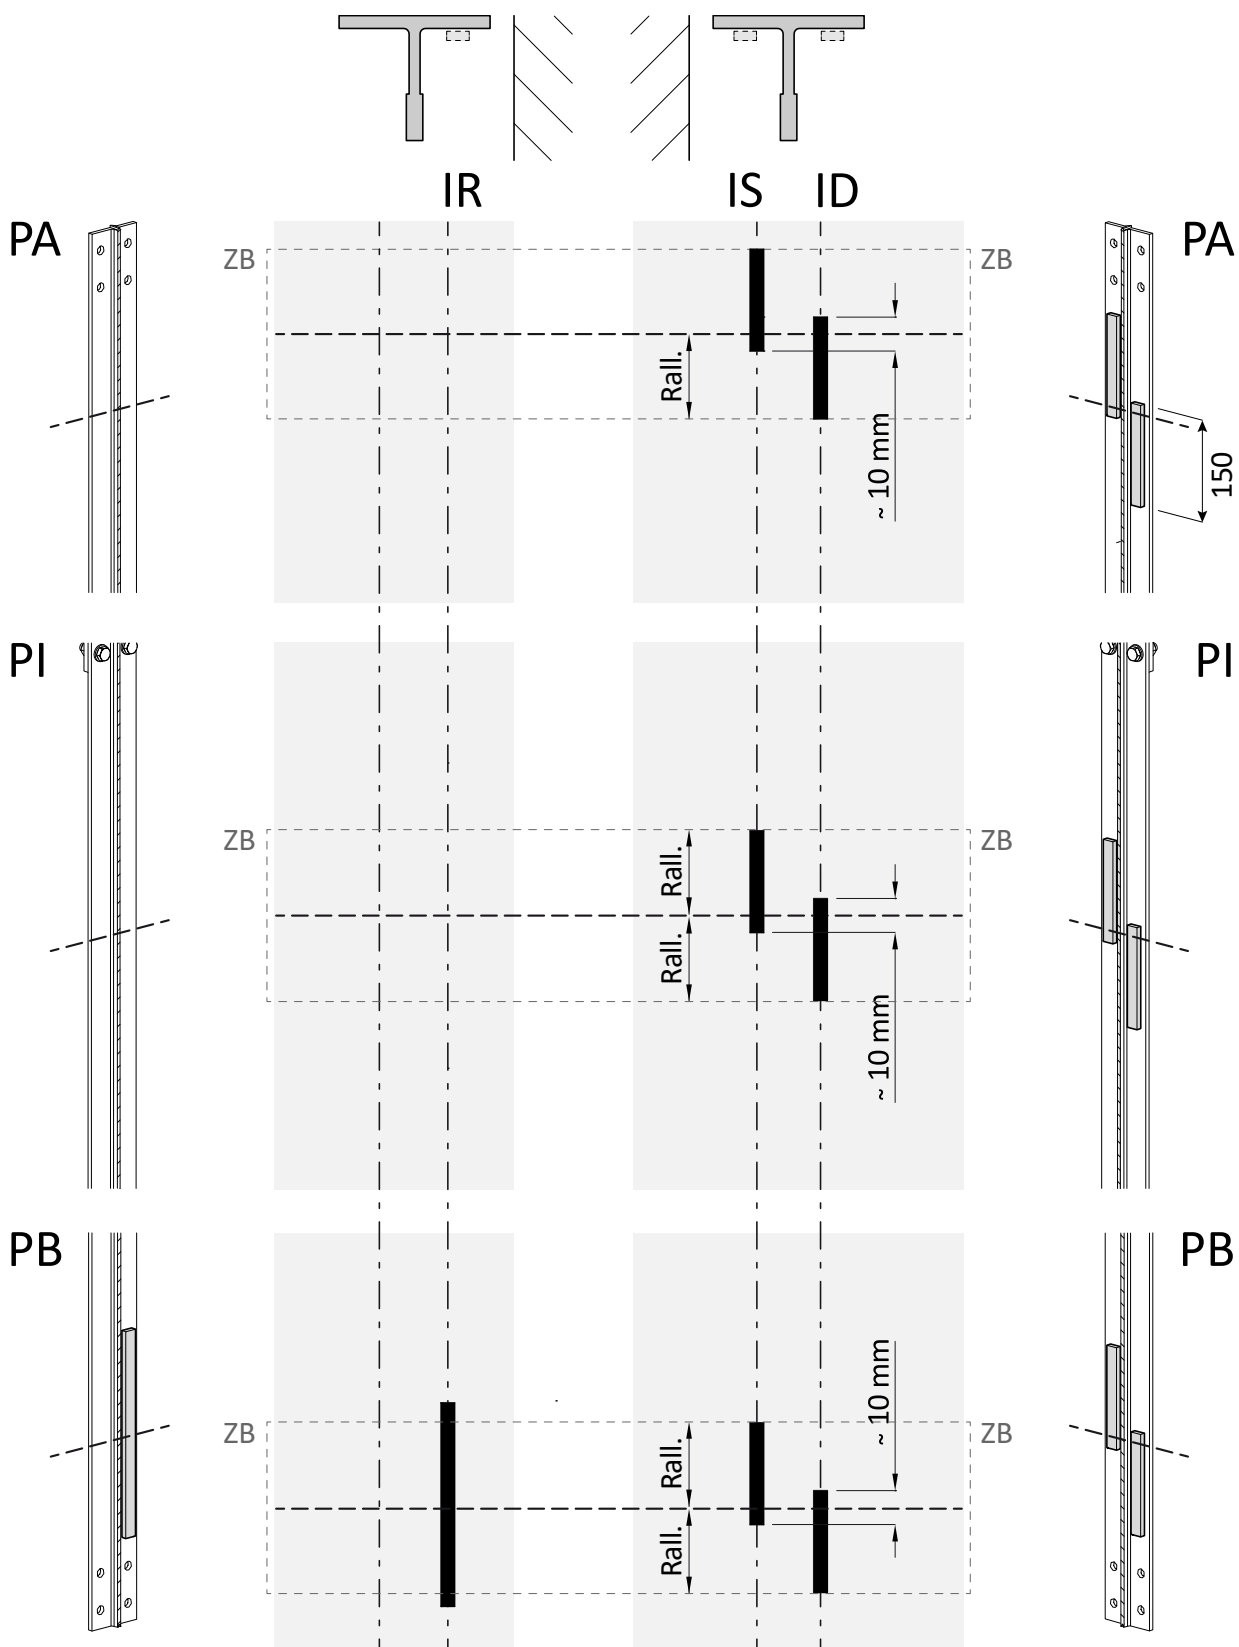 IR IS ID
PA PA
ZB ZB
Rall.
~ 10 mm
150
PI PI
ZB ZB
Rall.
Rall.
~ 10 mm
PB PB
~ 10 mm
ZB ZB
Rall.
Rall.